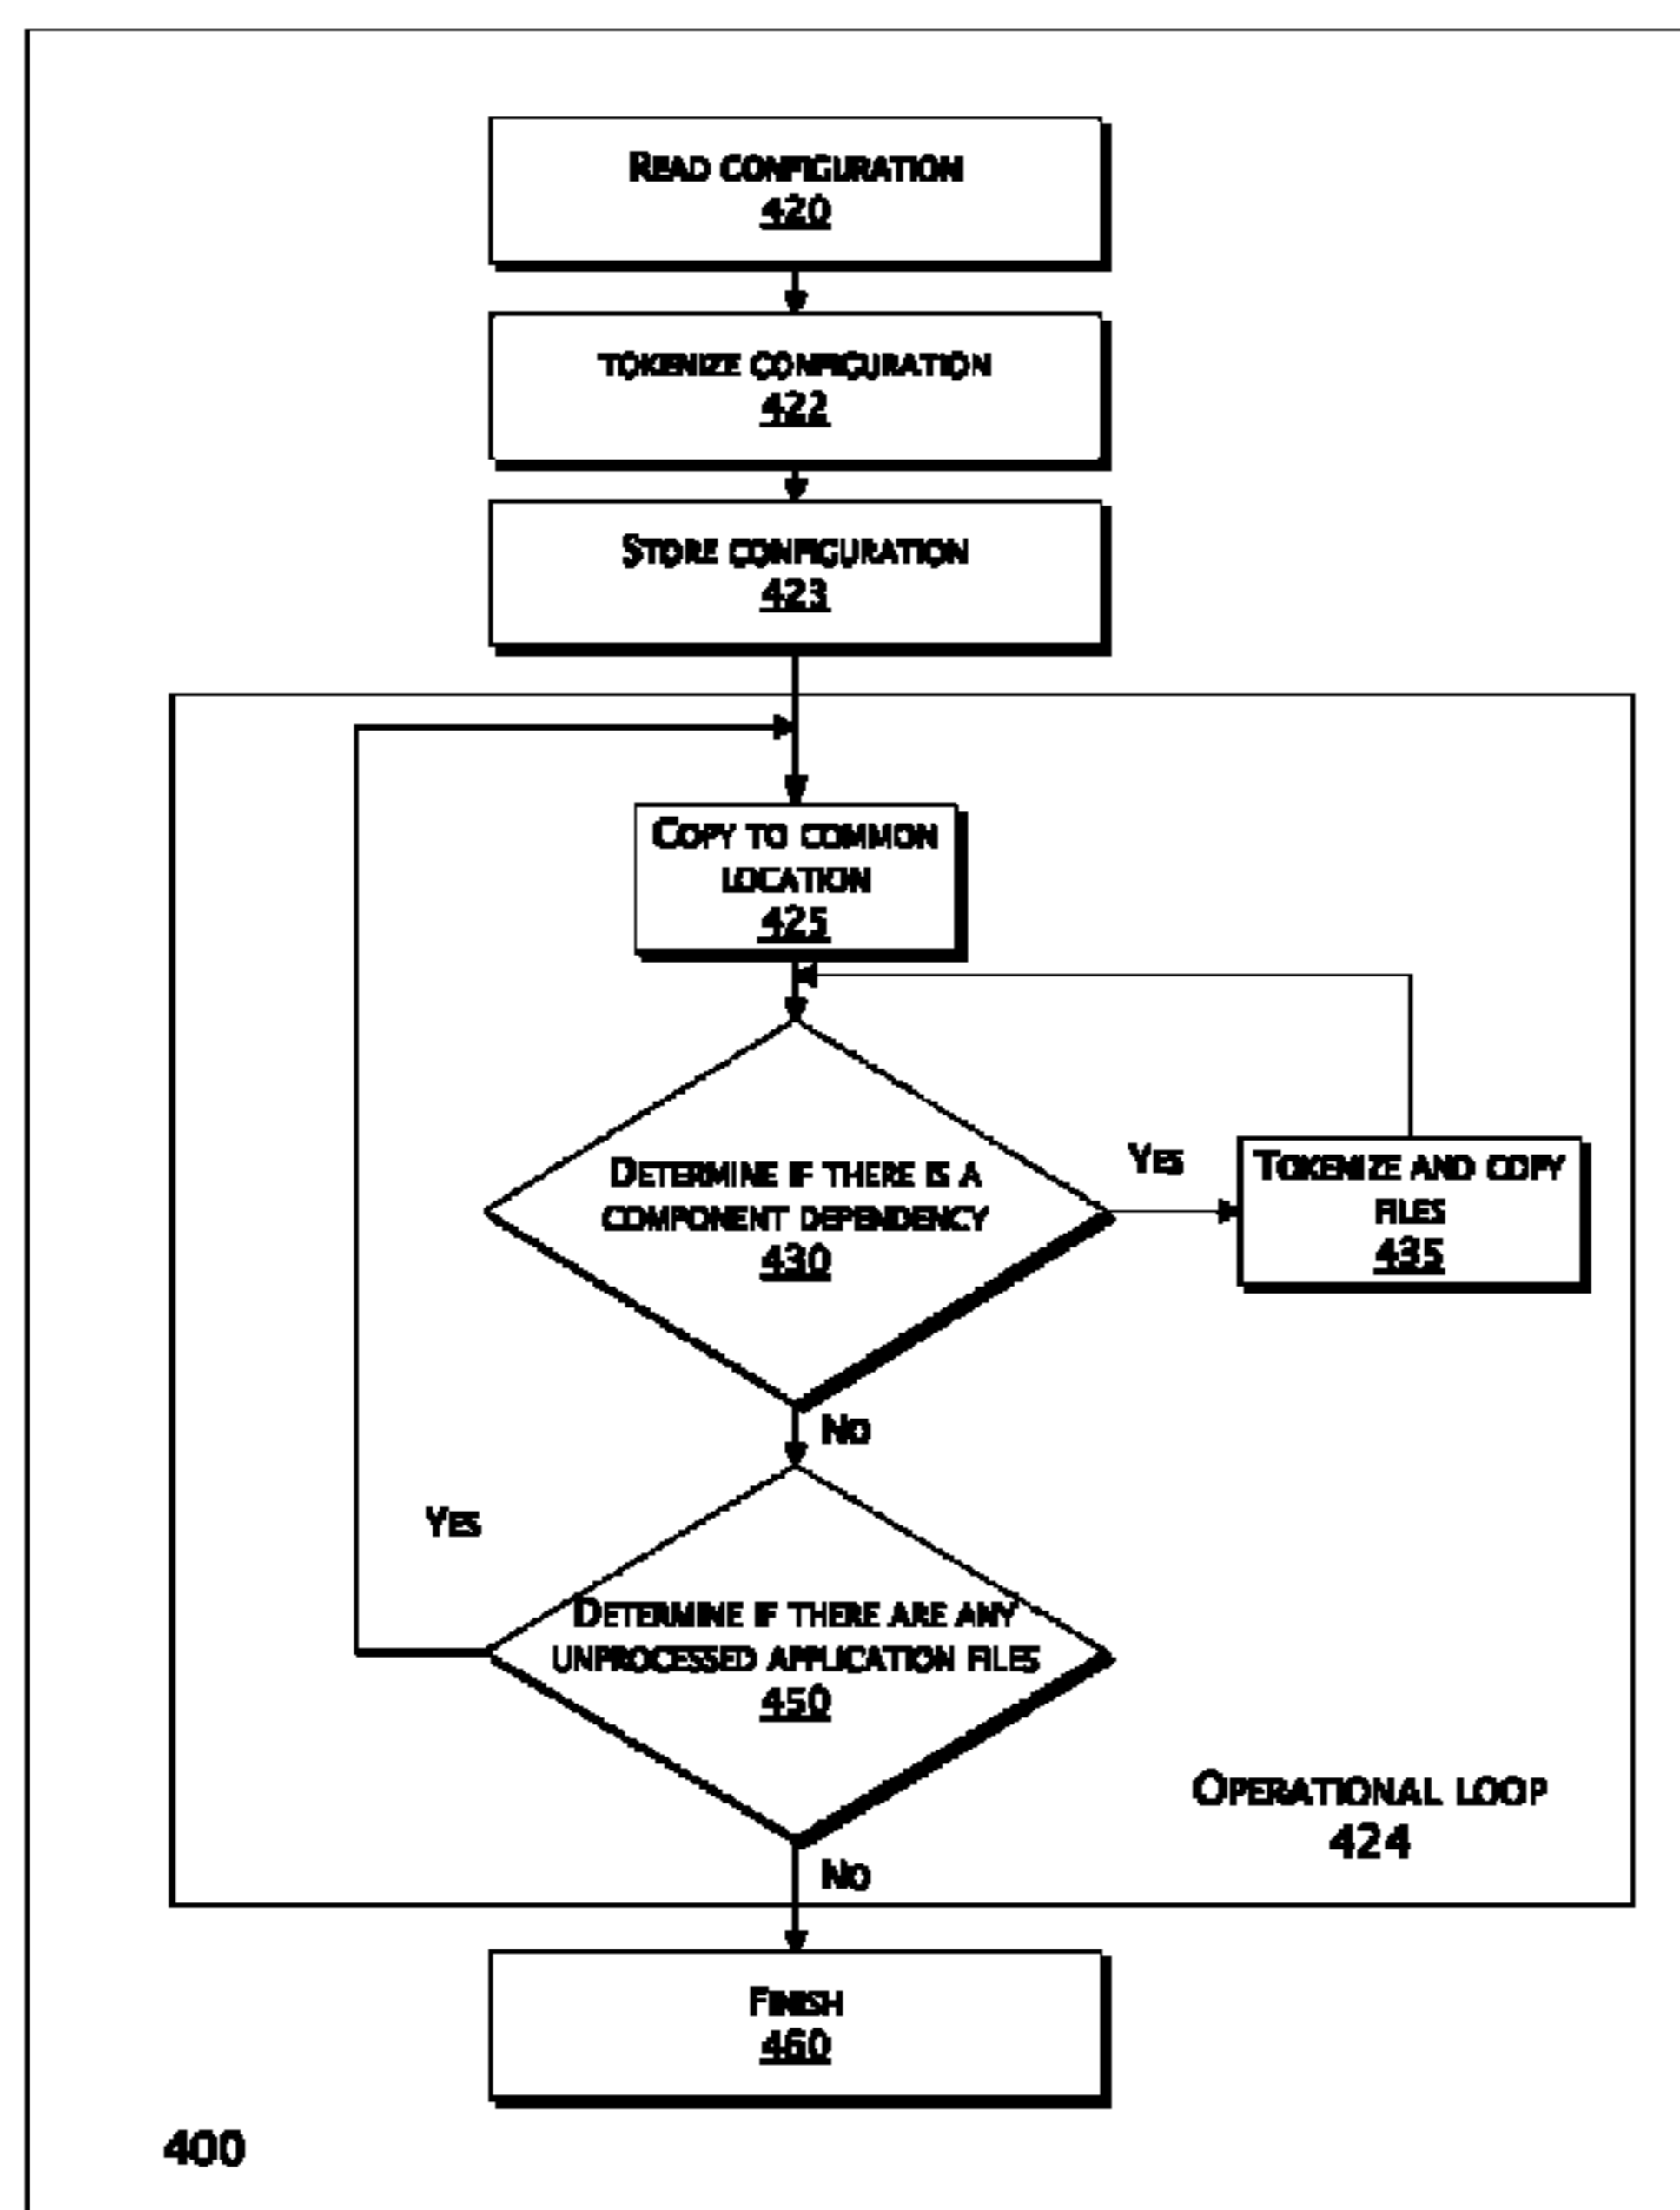 Read configuration
420
tokenize configuration
422
Store configuration
423
Copy to common
location
425
Determine if there is a
component dependency
430
Yes
Tokenize and copy
files
435
No
Yes
Determine if there are any
unprocessed application files
450
Operational loop
424
No
Finish
460
400